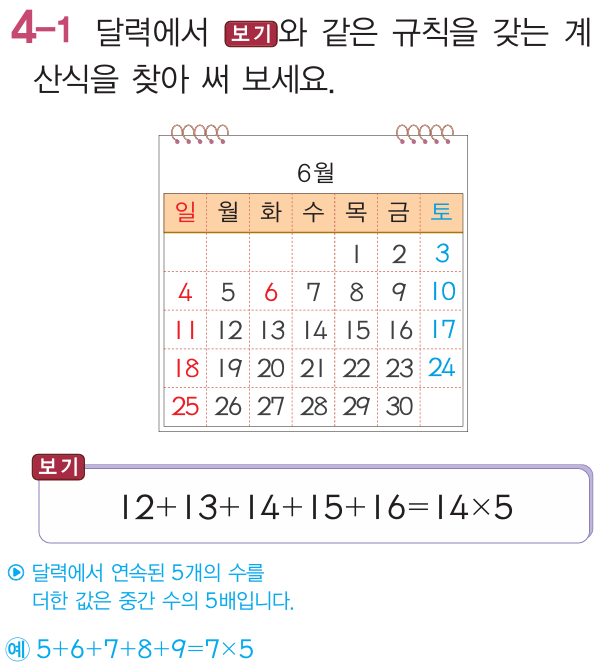 4-1 달력에서 보기와 같은 규칙을 갖는 계
산식을 찾아 써 보세요.
6월
일 월 화 수 목 금 토
1 2 3
4 5 6 7 8 9 10
11 12 13 14 15 16 17
18 19 20 21 22 23 24
25 26 27 28 29 30
보기
12+13+14+15+16=14×5
달력에서 연속된 5개의 수를
더한 값은 중간 수의 5배입니다.
예 5+6+7+8+9=7×5